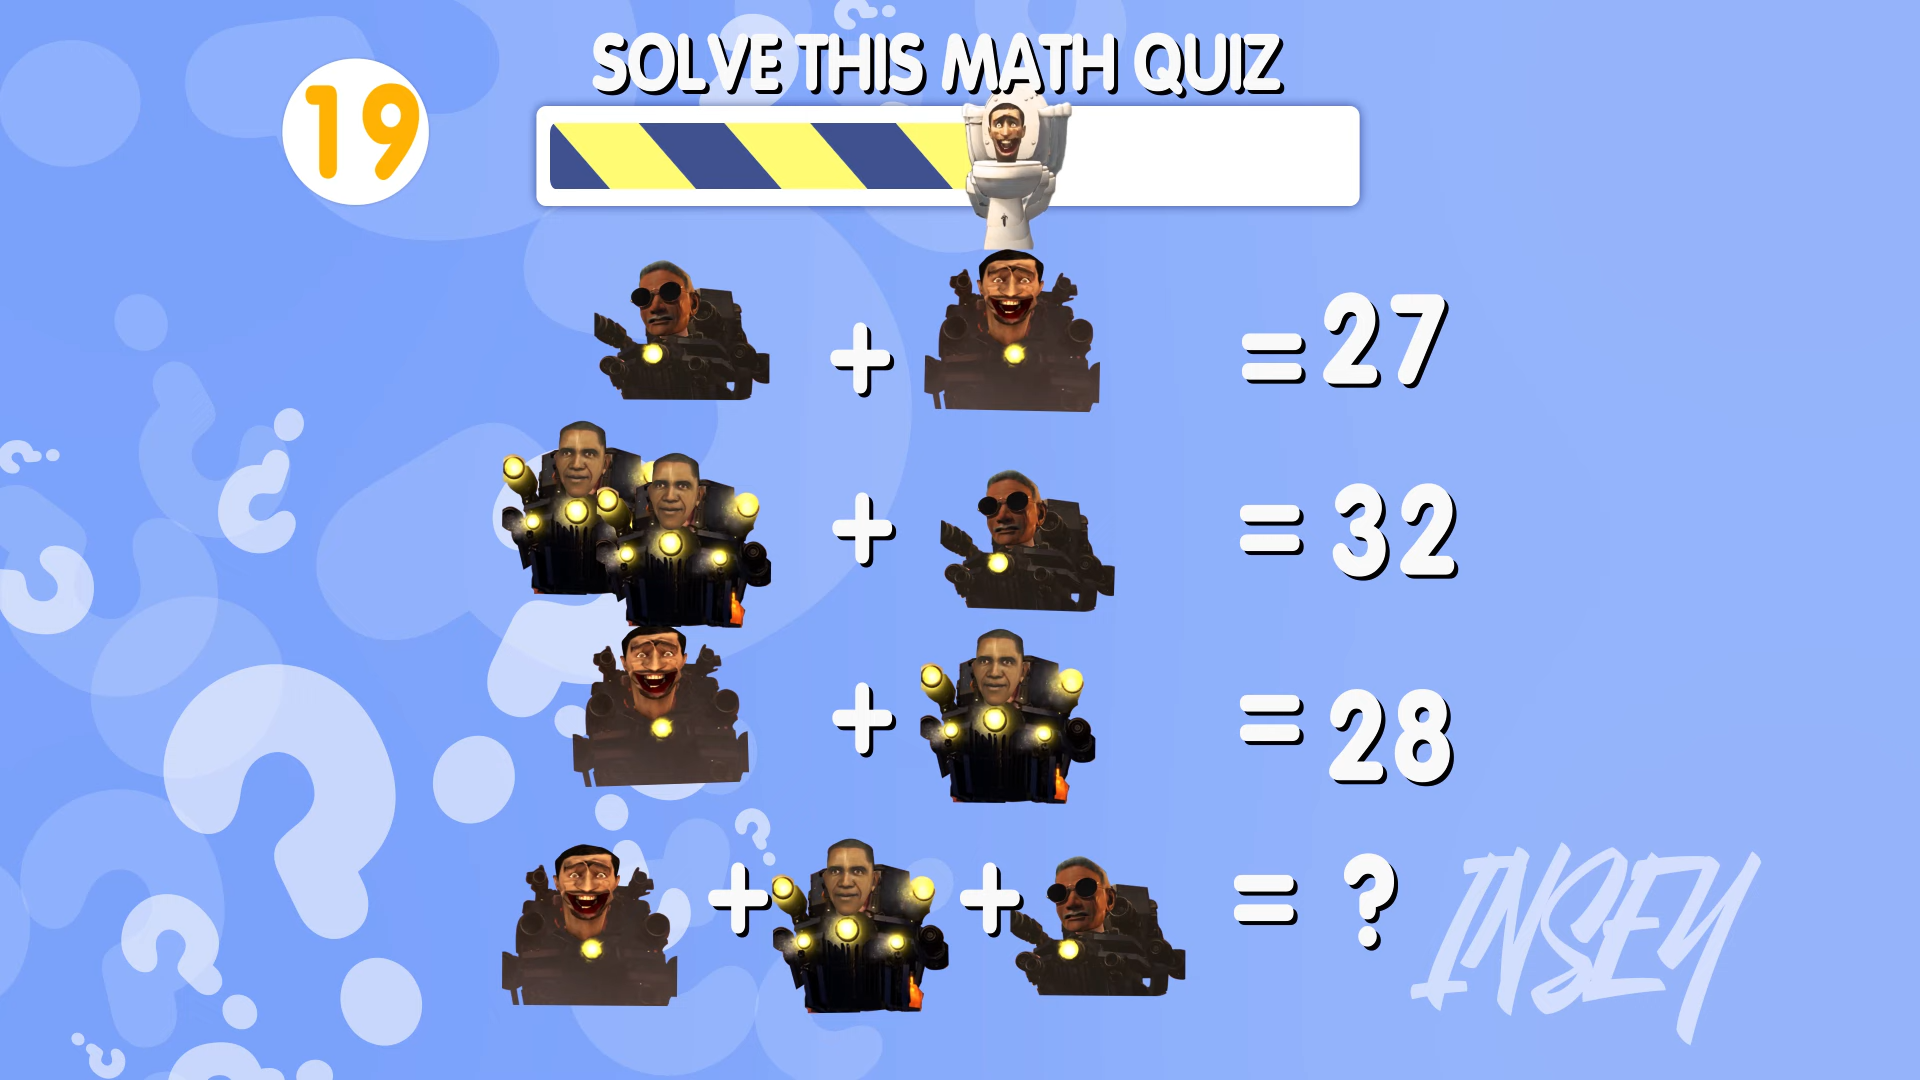 SOLVE THIS MATH QUIZ
19
+ = 27
+ = 32
+ = 28
+ + = ?
INSEY